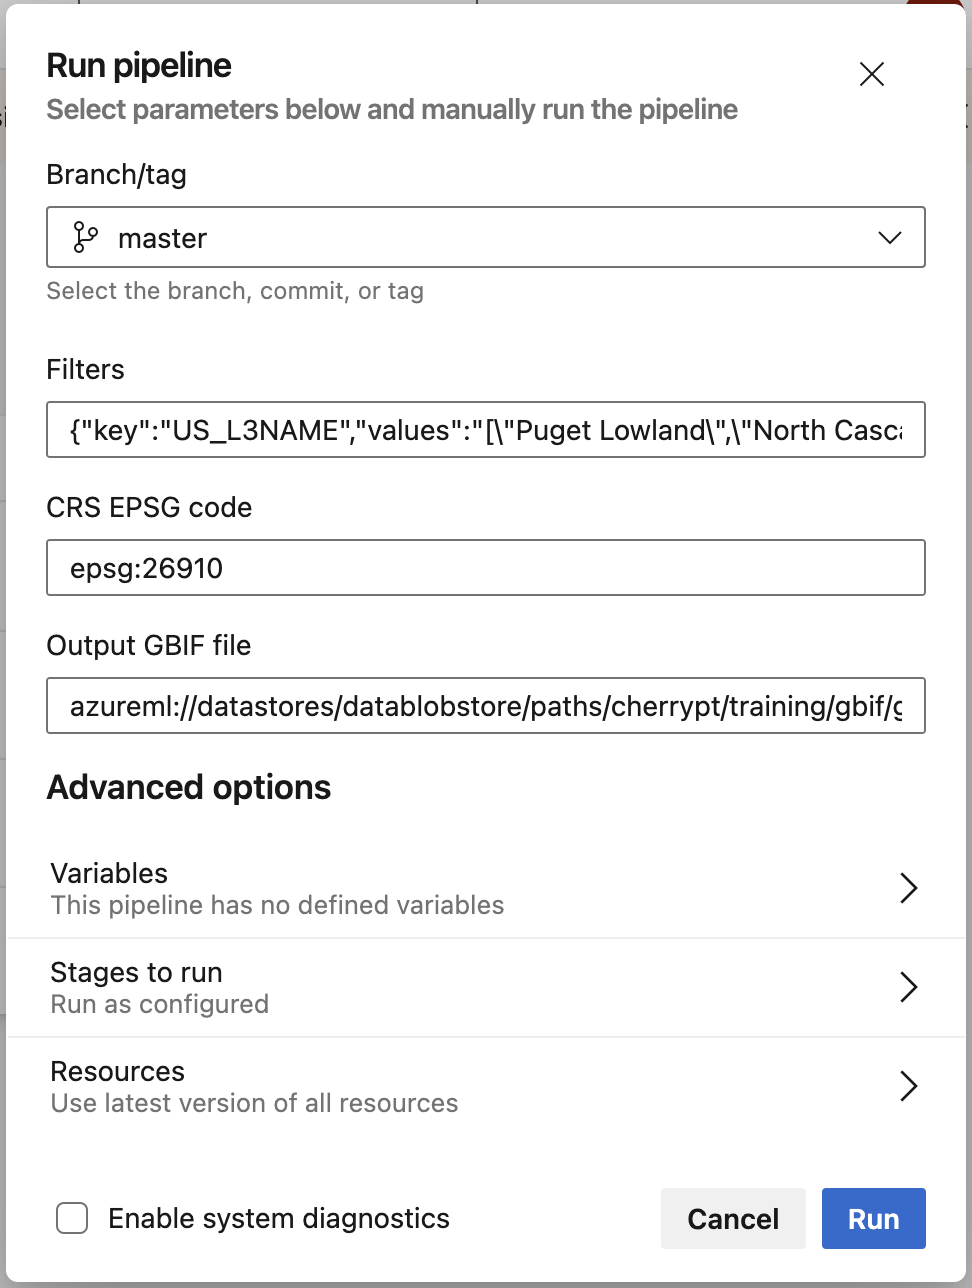 Run pipeline
Select parameters below and manually run the pipeline
Branch/tag
master
Select the branch, commit, or tag
Filters
{"key":"US_L3NAME","values":"[\"Puget Lowland\",\"North Casca
CRS EPSG code
epsg:26910
Output GBIF file
azureml://datastores/datablobstore/paths/cherrypt/training/gbif/g
Advanced options
Variables
This pipeline has no defined variables
Stages to run
Run as configured
Resources
Use latest version of all resources
Enable system diagnostics
Cancel
Run